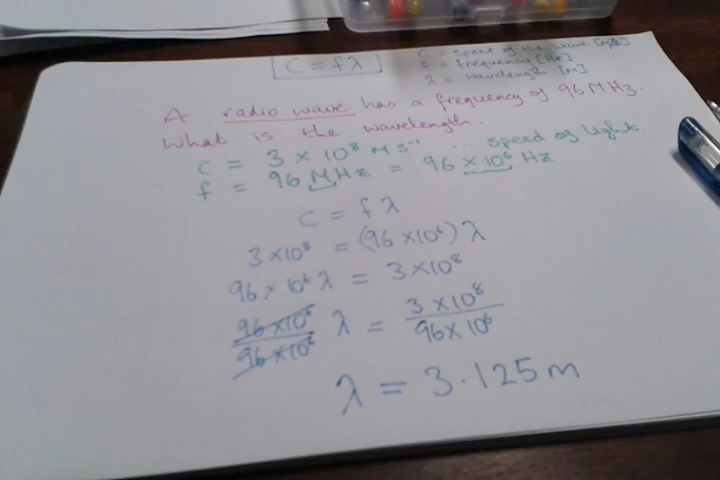 C = fλ
C = speed of the wave [m/s]
f = frequency [Hz]
λ = wavelength [m]
A radio wave has a frequency of 96 MHz.
What is the wavelength.
C = 3 × 10⁸ M s⁻¹ ... speed of light.
f = 96 MHz = 96 × 10⁶ HZ
C = f λ
3 × 10⁸ = (96 × 10⁶) λ
96 × 10⁶ λ = 3 × 10⁸
96 × 10⁶ / 96 × 10⁶ λ = 3 × 10⁸ / 96 × 10⁶
λ = 3.125 m